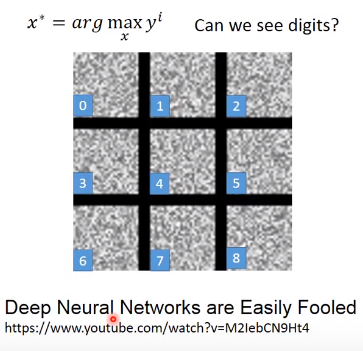 x* = arg max y^i Can we see digits?
x
0 1 2
3 4 5
6 7 8
Deep Neural Networks are Easily Fooled
https://www.youtube.com/watch?v=M2IebCN9Ht4